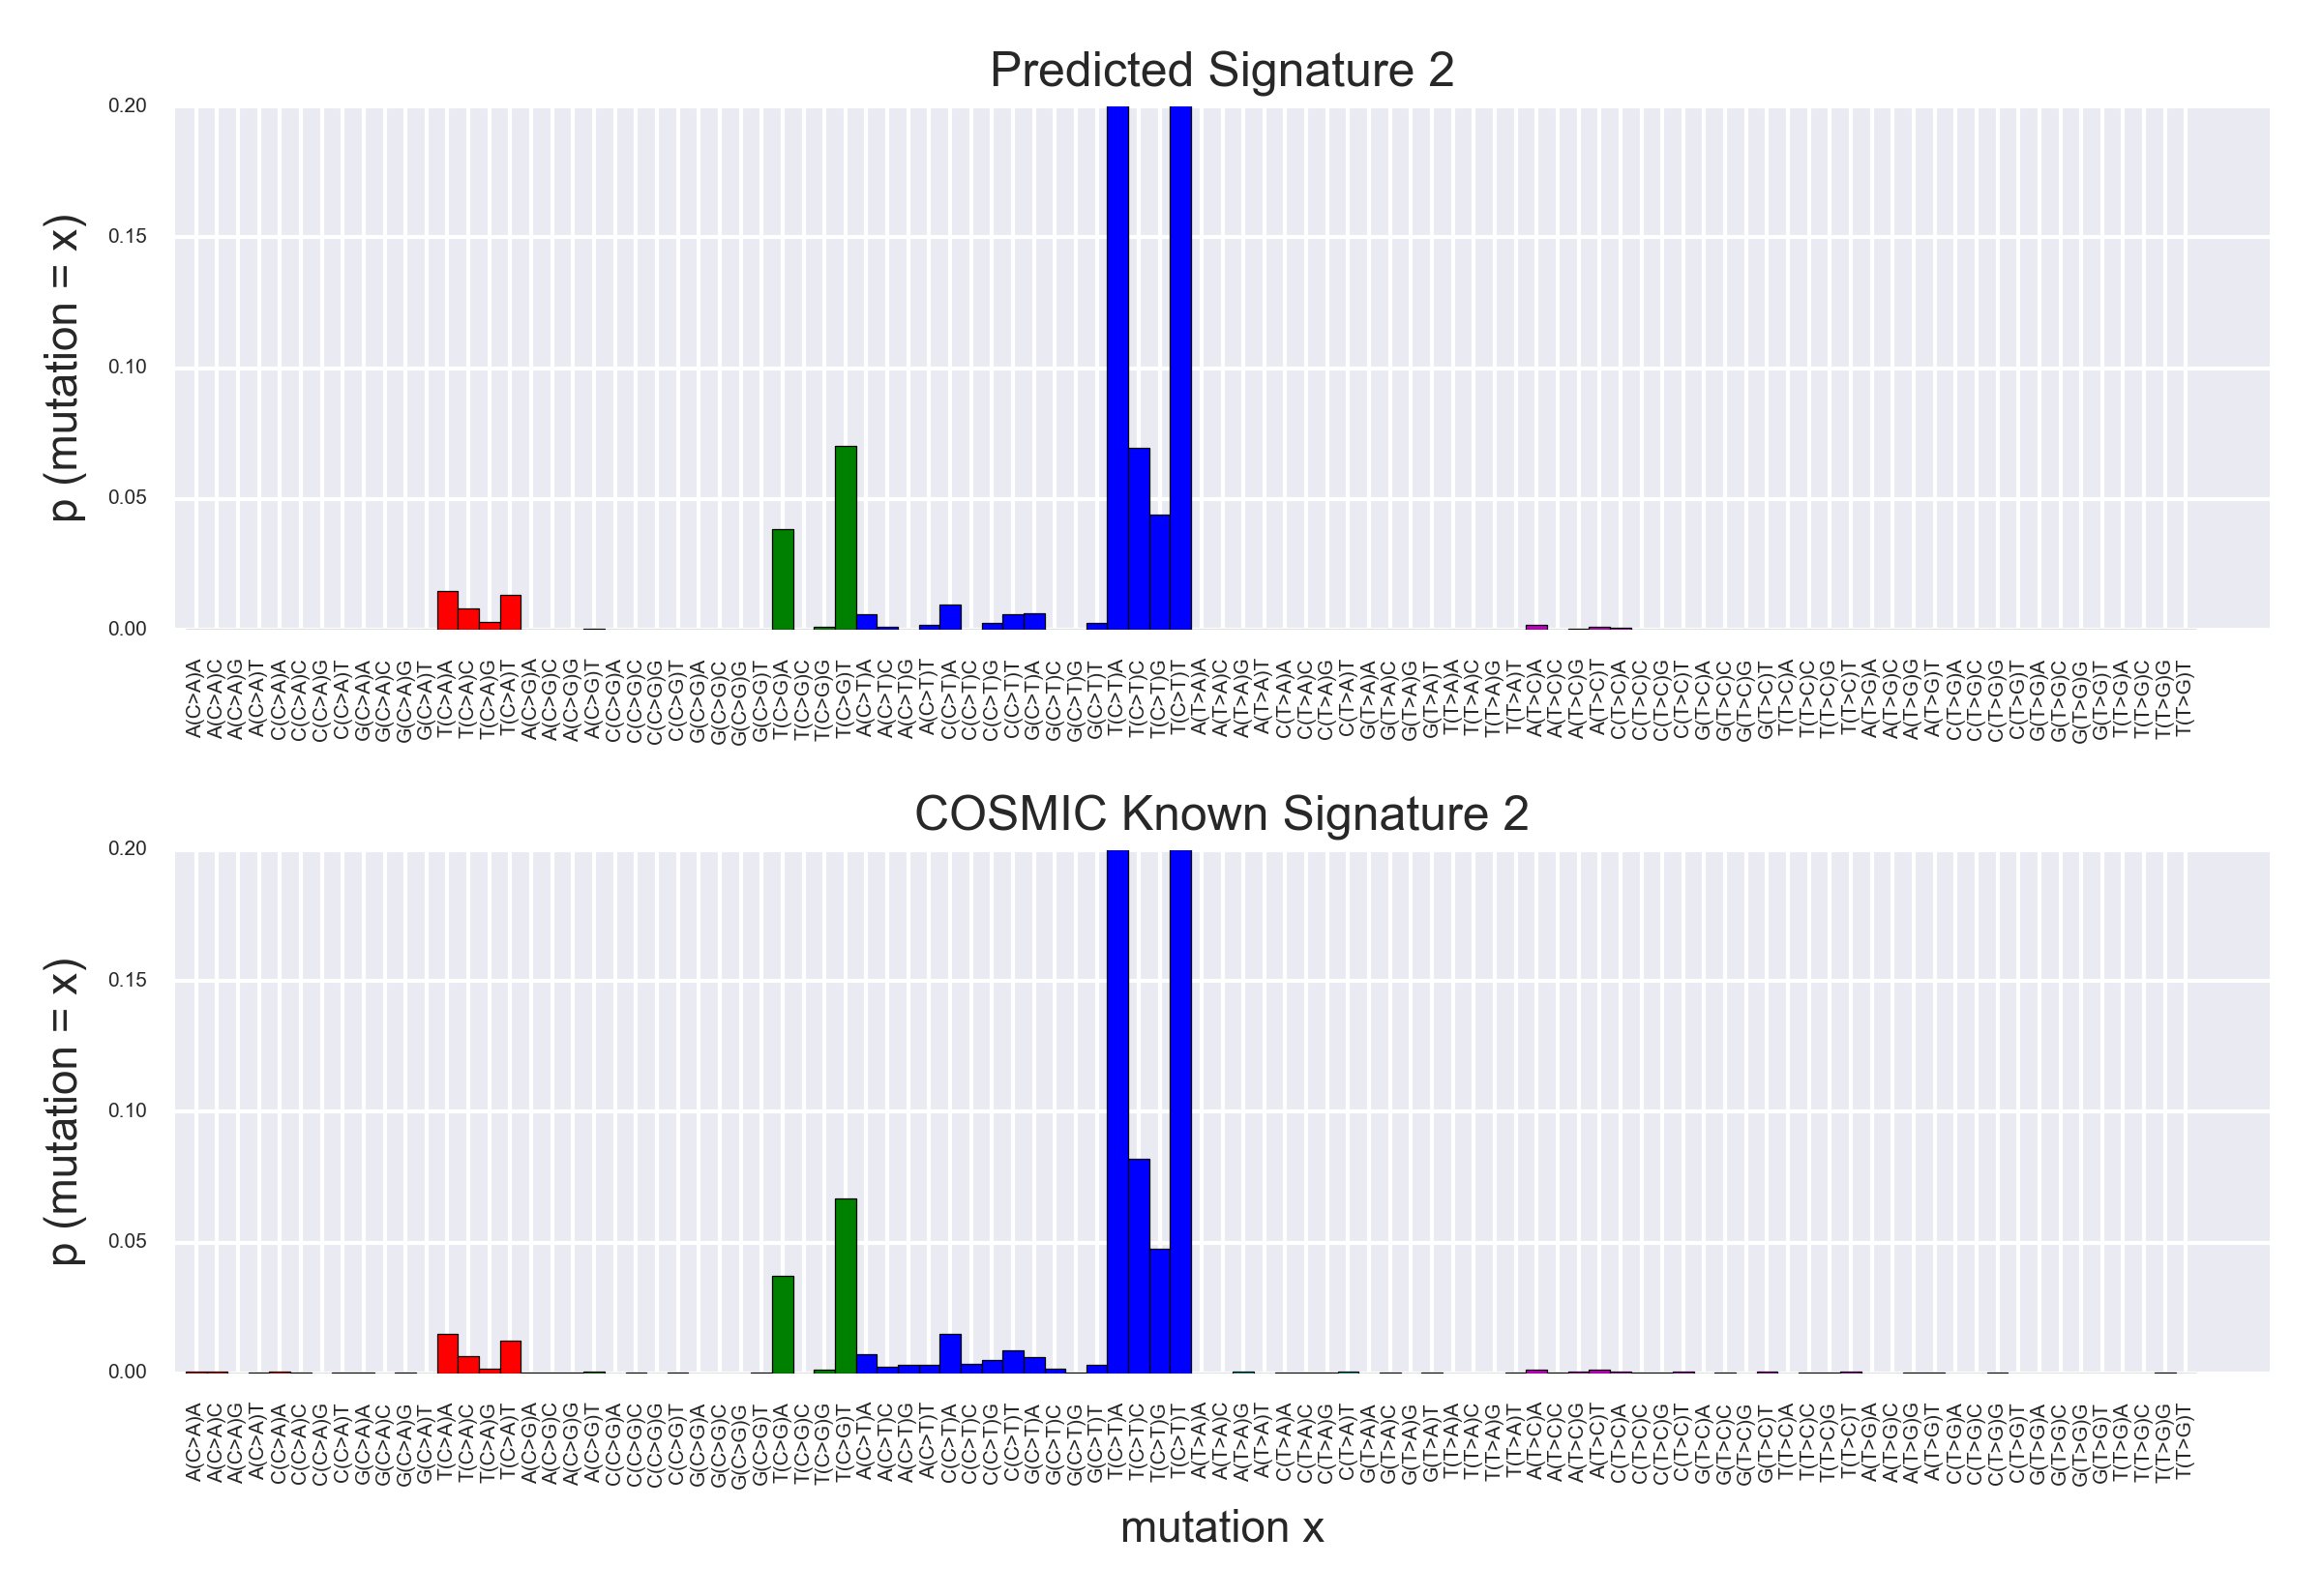 Predicted Signature 2
p (mutation = x)
0.20
0.15
0.10
0.05
0.00
A(C>A)A A(C>A)C A(C>A)G A(C>A)T C(C>A)A C(C>A)C C(C>A)G C(C>A)T G(C>A)A G(C>A)C G(C>A)G G(C>A)T T(C>A)A T(C>A)C T(C>A)G T(C>A)T A(C>G)A A(C>G)C A(C>G)G A(C>G)T C(C>G)A C(C>G)C C(C>G)G C(C>G)T G(C>G)A G(C>G)C G(C>G)G G(C>G)T T(C>G)A T(C>G)C T(C>G)G T(C>G)T A(C>T)A A(C>T)C A(C>T)G A(C>T)T C(C>T)A C(C>T)C C(C>T)G C(C>T)T G(C>T)A G(C>T)C G(C>T)G G(C>T)T T(C>T)A T(C>T)C T(C>T)G T(C>T)T A(T>A)A A(T>A)C A(T>A)G A(T>A)T C(T>A)A C(T>A)C C(T>A)G C(T>A)T G(T>A)A G(T>A)C G(T>A)G G(T>A)T T(T>A)A T(T>A)C T(T>A)G T(T>A)T A(T>C)A A(T>C)C A(T>C)G A(T>C)T C(T>C)A C(T>C)C C(T>C)G C(T>C)T G(T>C)A G(T>C)C G(T>C)G G(T>C)T T(T>C)A T(T>C)C T(T>C)G T(T>C)T A(T>G)A A(T>G)C A(T>G)G A(T>G)T C(T>G)A C(T>G)C C(T>G)G C(T>G)T G(T>G)A G(T>G)C G(T>G)G G(T>G)T T(T>G)A T(T>G)C T(T>G)G T(T>G)T
COSMIC Known Signature 2
p (mutation = x)
0.20
0.15
0.10
0.05
0.00
A(C>A)A A(C>A)C A(C>A)G A(C>A)T C(C>A)A C(C>A)C C(C>A)G C(C>A)T G(C>A)A G(C>A)C G(C>A)G G(C>A)T T(C>A)A T(C>A)C T(C>A)G T(C>A)T A(C>G)A A(C>G)C A(C>G)G A(C>G)T C(C>G)A C(C>G)C C(C>G)G C(C>G)T G(C>G)A G(C>G)C G(C>G)G G(C>G)T T(C>G)A T(C>G)C T(C>G)G T(C>G)T A(C>T)A A(C>T)C A(C>T)G A(C>T)T C(C>T)A C(C>T)C C(C>T)G C(C>T)T G(C>T)A G(C>T)C G(C>T)G G(C>T)T T(C>T)A T(C>T)C T(C>T)G T(C>T)T A(T>A)A A(T>A)C A(T>A)G A(T>A)T C(T>A)A C(T>A)C C(T>A)G C(T>A)T G(T>A)A G(T>A)C G(T>A)G G(T>A)T T(T>A)A T(T>A)C T(T>A)G T(T>A)T A(T>C)A A(T>C)C A(T>C)G A(T>C)T C(T>C)A C(T>C)C C(T>C)G C(T>C)T G(T>C)A G(T>C)C G(T>C)G G(T>C)T T(T>C)A T(T>C)C T(T>C)G T(T>C)T A(T>G)A A(T>G)C A(T>G)G A(T>G)T C(T>G)A C(T>G)C C(T>G)G C(T>G)T G(T>G)A G(T>G)C G(T>G)G G(T>G)T T(T>G)A T(T>G)C T(T>G)G T(T>G)T
mutation x